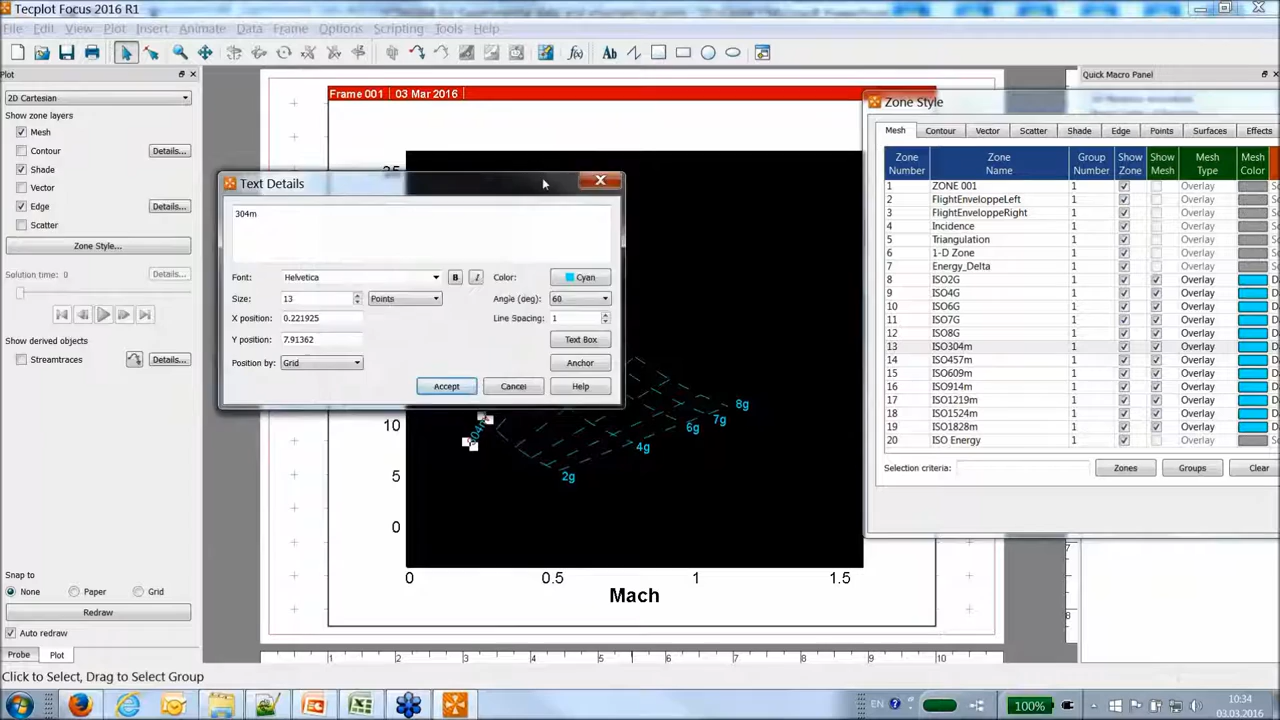 Tecplot Focus 2016 R1
File Edit View Plot Insert Animate Data Frame Options Scripting Tools Help
Plot
2D Cartesian
Show zone layers
Mesh
Contour
Details...
Shade
Vector
Edge
Details...
Scatter
Zone Style...
Solution time: 0
Details...
Show derived objects
Streamtraces
Details...
Snap to
None
Paper
Grid
Redraw
Auto redraw
Probe
Plot
Click to Select, Drag to Select Group
Frame 001 | 03 Mar 2016
Text Details
304m
Font:
Helvetica
B
I
Color:
Cyan
Size:
13
Points
Angle (deg):
60
X position:
0.221925
Line Spacing:
1
Y position:
7.91362
Text Box
Position by:
Grid
Anchor
Accept
Cancel
Help
10
5
0
0
0.5
1
1.5
Mach
2g
4g
6g
7g
8g
Quick Macro Panel
Zone Style
Mesh Contour Vector Scatter Shade Edge Points Surfaces Effects
Zone Number Zone Name Group Number Show Zone Show Mesh Mesh Type Mesh Color
1 ZONE 001 1 Overlay
2 FlightEnveloppeLeft 1 Overlay
3 FlightEnveloppeRight 1 Overlay
4 Incidence 1 Overlay
5 Triangulation 1 Overlay
6 1-D Zone 1 Overlay
7 Energy_Delta 1 Overlay
8 ISO2G 1 Overlay
9 ISO4G 1 Overlay
10 ISO6G 1 Overlay
11 ISO7G 1 Overlay
12 ISO8G 1 Overlay
13 ISO304m 1 Overlay
14 ISO457m 1 Overlay
15 ISO609m 1 Overlay
16 ISO914m 1 Overlay
17 ISO1219m 1 Overlay
18 ISO1524m 1 Overlay
19 ISO1828m 1 Overlay
20 ISO Energy 1 Overlay
Selection criteria:
Zones
Groups
Clear
1 2 3 4 5 6 7 8 9 10
7
8
EN
100%
10:34
03.03.2016